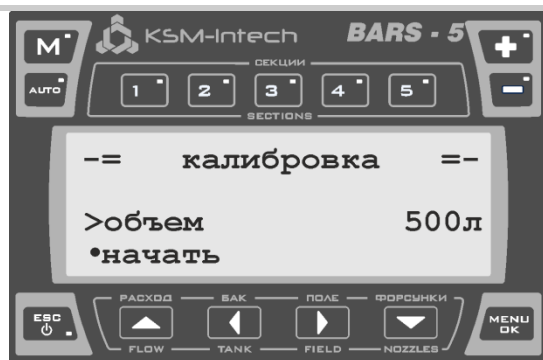 M
KSM-Intech
BARS - 5
+
AUTO
СЕКЦИИ
1 2 3 4 5
-
SECTIONS
-= калибровка =-
>объем 500л
•начать
ESC
РАСХОД БАК ПОЛЕ ФОРСУНКИ
MENU
OK
FLOW TANK FIELD NOZZLES